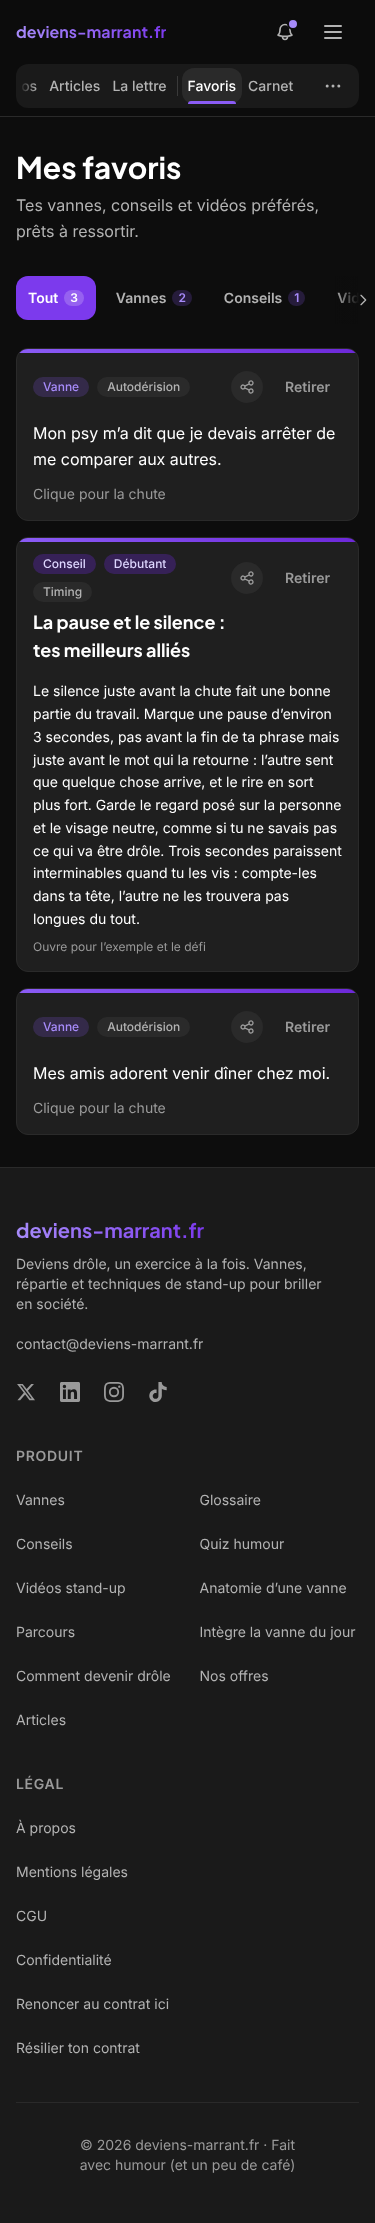 deviens-marrant.fr
os Articles La lettre Favoris Carnet ···
Mes favoris
Tes vannes, conseils et vidéos préférés,
prêts à ressortir.
Tout 3 Vannes 2 Conseils 1
Vanne Autodérision Retirer
Mon psy m’a dit que je devais arrêter de
me comparer aux autres.
Clique pour la chute
Conseil Débutant
Timing
Retirer
La pause et le silence :
tes meilleurs alliés
Le silence juste avant la chute fait une bonne
partie du travail. Marque une pause d’environ
3 secondes, pas avant la fin de ta phrase mais
juste avant le mot qui la retourne : l’autre sent
que quelque chose arrive, et le rire en sort
plus fort. Garde le regard posé sur la personne
et le visage neutre, comme si tu ne savais pas
ce qui va être drôle. Trois secondes paraissent
interminables quand tu les vis : compte-les
dans ta tête, l’autre ne les trouvera pas
longues du tout.
Ouvre pour l’exemple et le défi
Vanne Autodérision Retirer
Mes amis adorent venir dîner chez moi.
Clique pour la chute
deviens-marrant.fr
Deviens drôle, un exercice à la fois. Vannes,
répartie et techniques de stand-up pour briller
en société.
contact@deviens-marrant.fr
PRODUIT
Vannes
Glossaire
Conseils
Quiz humour
Vidéos stand-up
Anatomie d’une vanne
Parcours
Intègre la vanne du jour
Comment devenir drôle
Nos offres
Articles
LÉGAL
À propos
Mentions légales
CGU
Confidentialité
Renoncer au contrat ici
Résilier ton contrat
© 2026 deviens-marrant.fr · Fait
avec humour (et un peu de café)